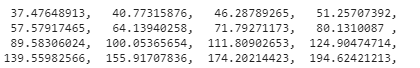 37.47648913, 40.77315876, 46.28789265, 51.25707392,
57.57917465, 64.13940258, 71.79271173, 80.1310087 ,
89.58306024, 100.05365654, 111.80902653, 124.90474714,
139.55982566, 155.91707836, 174.20214423, 194.62421213,